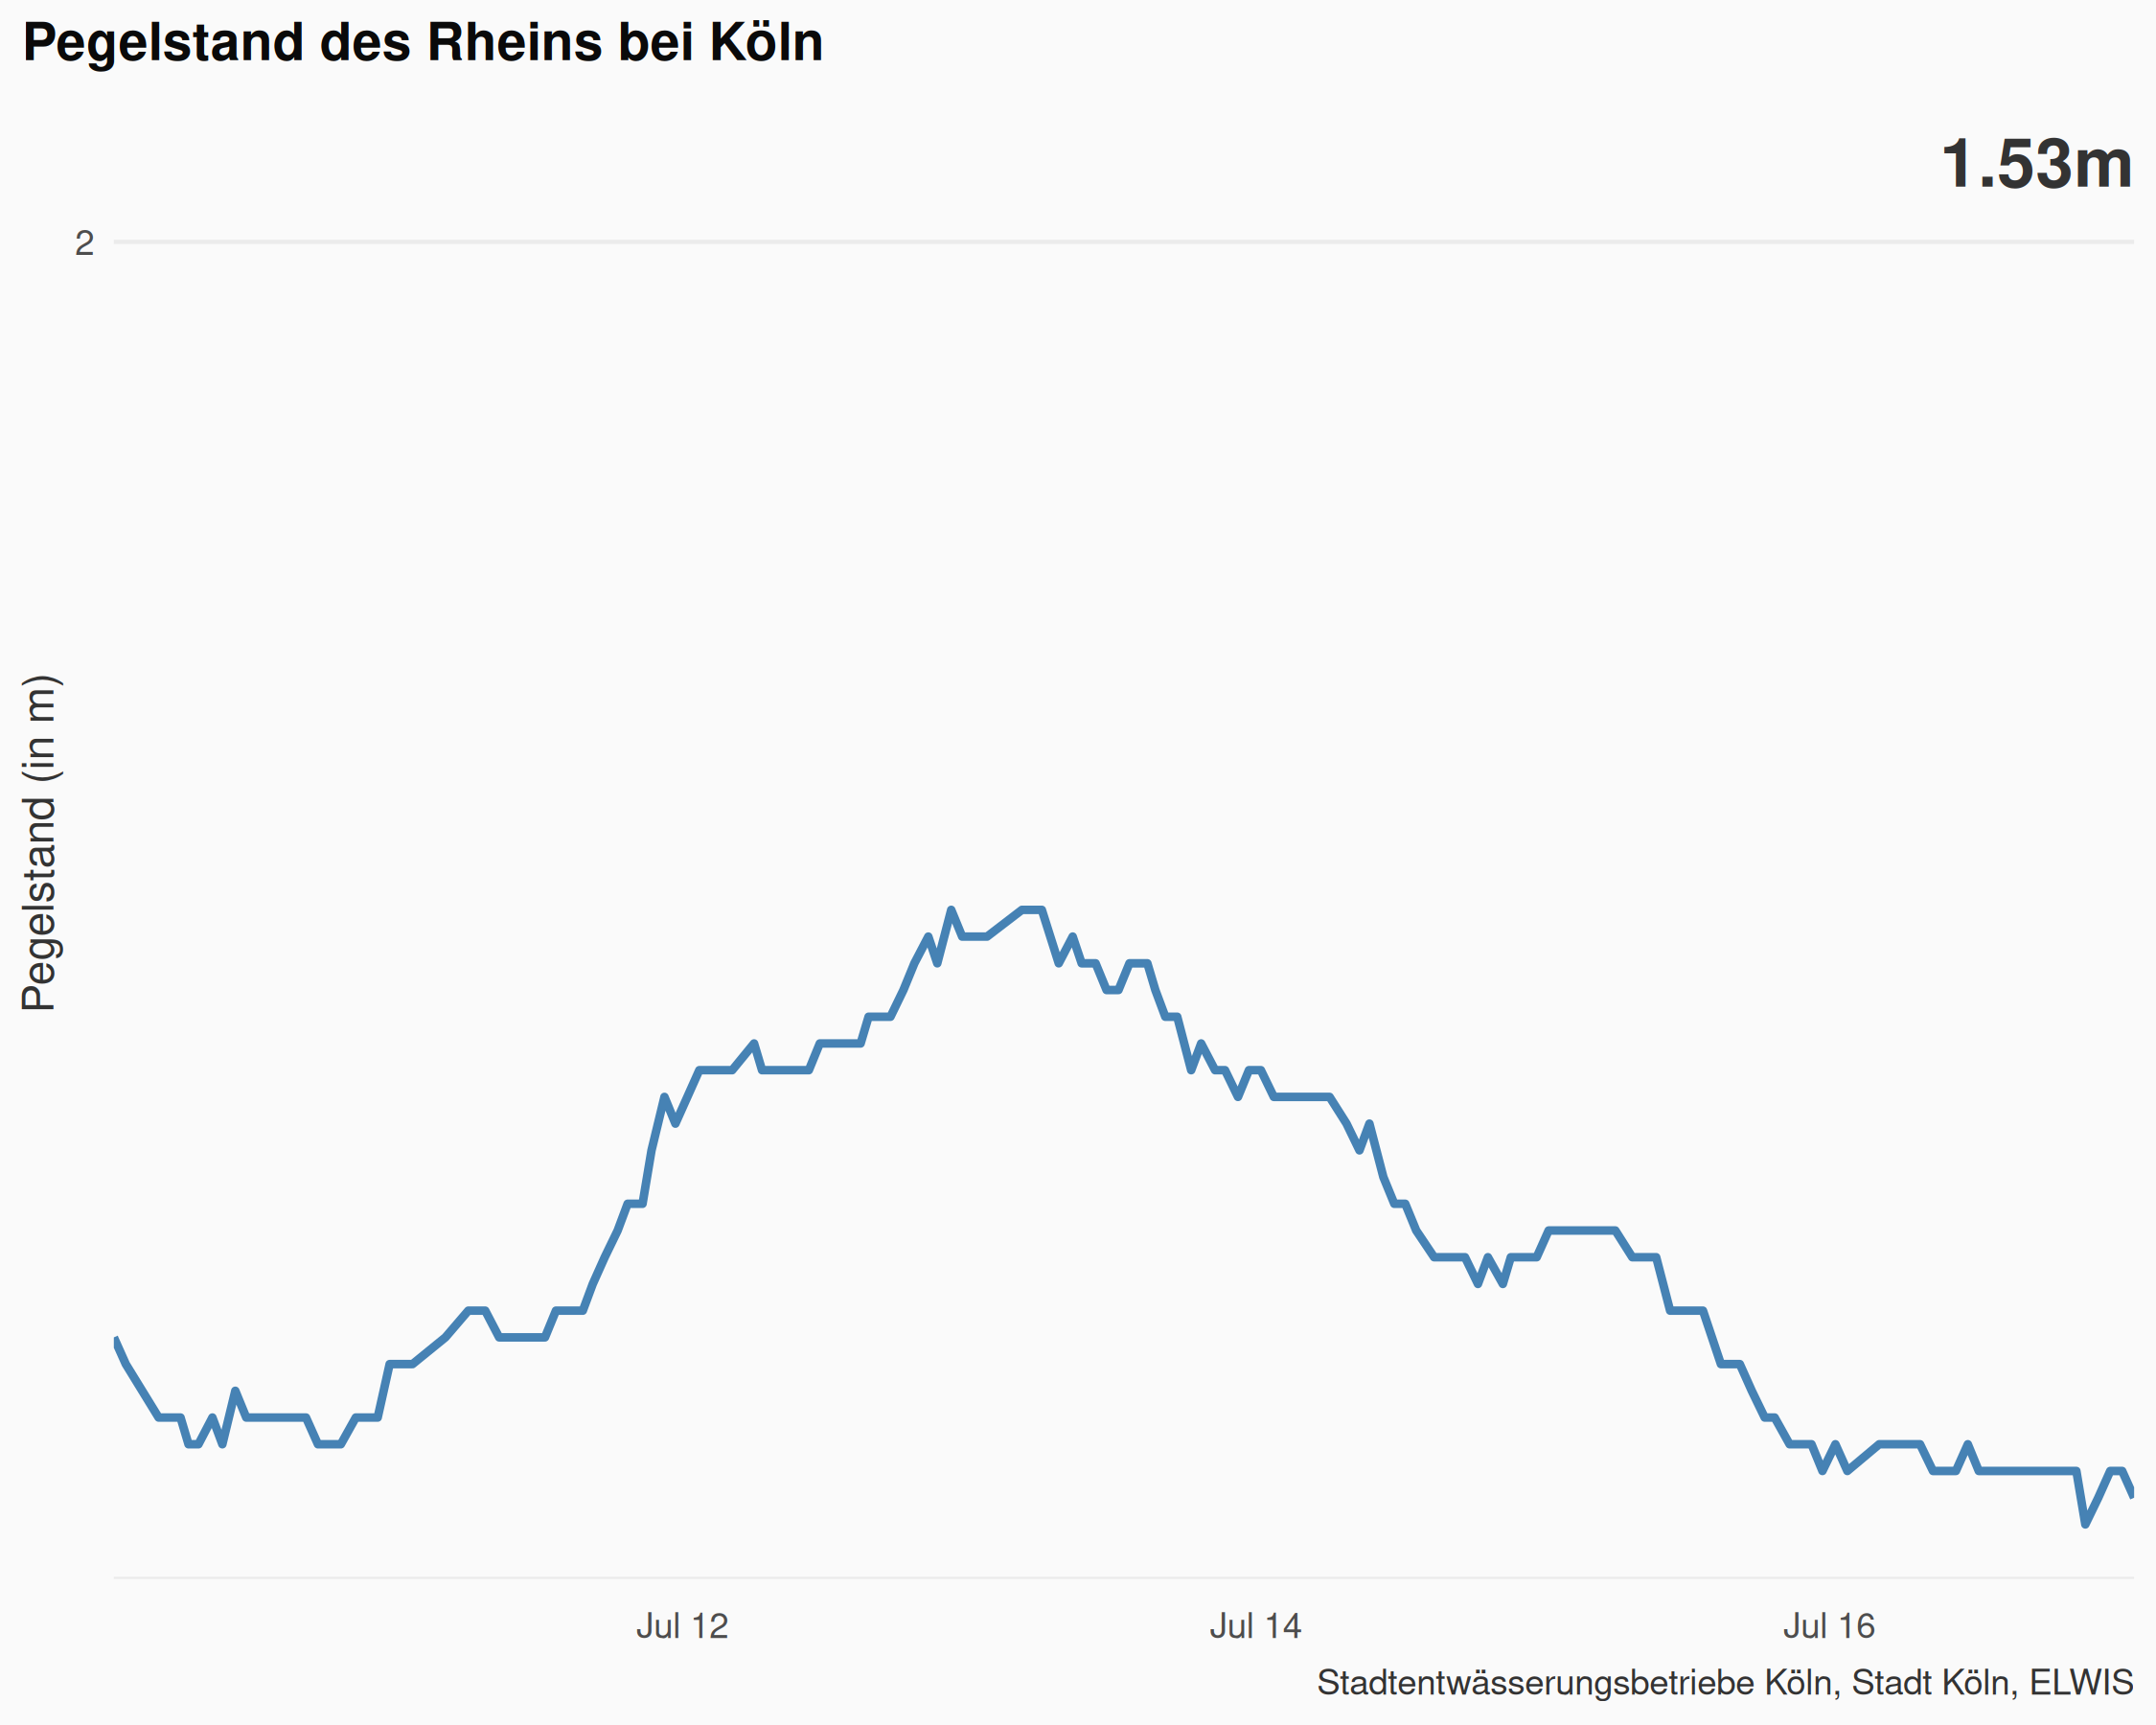 Pegelstand des Rheins bei Köln
1.53m
2
Pegelstand (in m)
Jul 12
Jul 14
Jul 16
Stadtentwässerungsbetriebe Köln, Stadt Köln, ELWIS